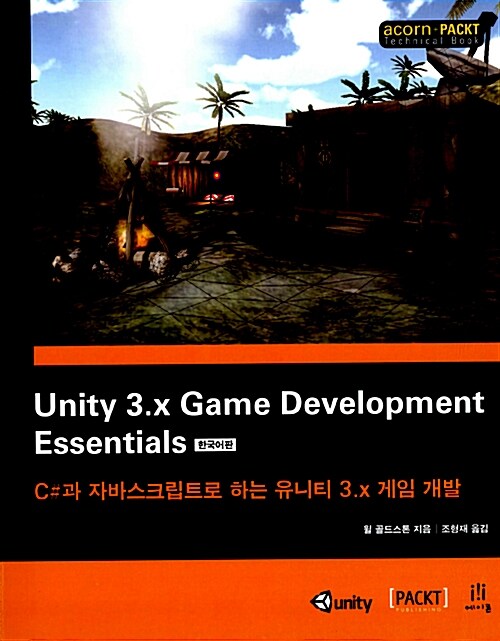 acorn+PACKT
Technical Book
Unity 3.x Game Development
Essentials 한국어판
C#과 자바스크립트로 하는 유니티 3.x 게임 개발
윌 골드스톤 지음 | 조형재 옮김
unity
[PACKT]
PUBLISHING
에이콘